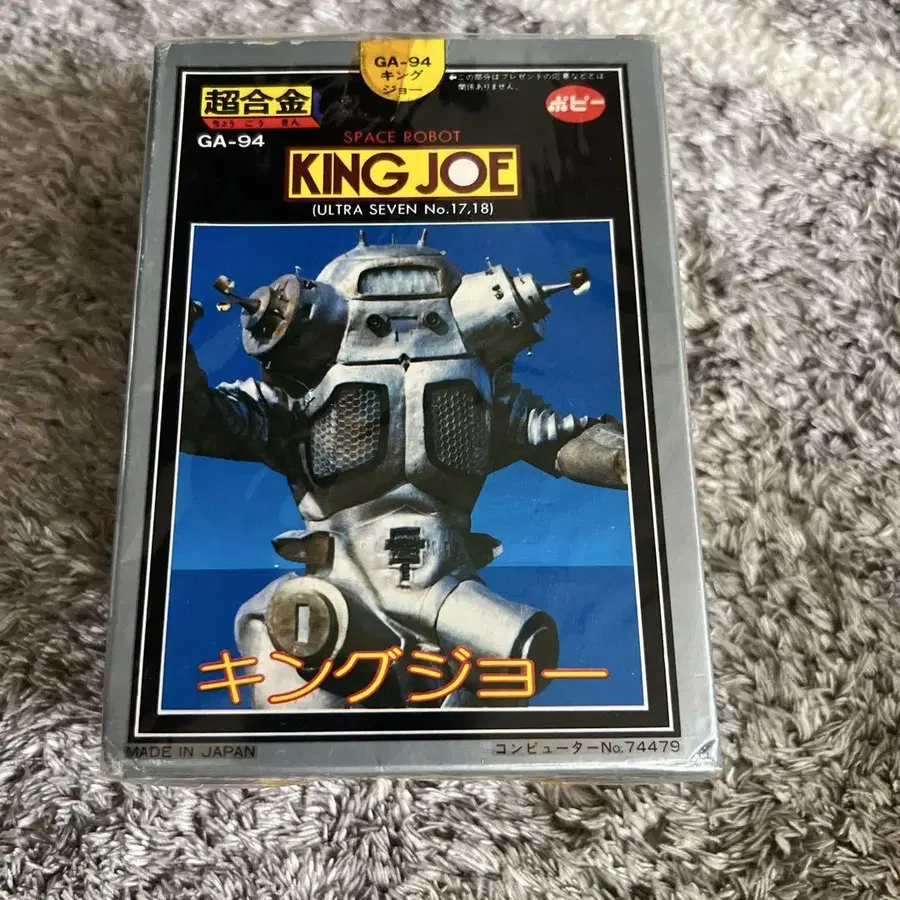 GA-94
キング
ジョー
←この部分はプレゼントの応募などとは
関係ありません。
超合金
ちょう ごう きん
GA-94
ポピー
SPACE ROBOT
KING JOE
(ULTRA SEVEN No.17,18)
キングジョー
MADE IN JAPAN
コンピューターNo.74479